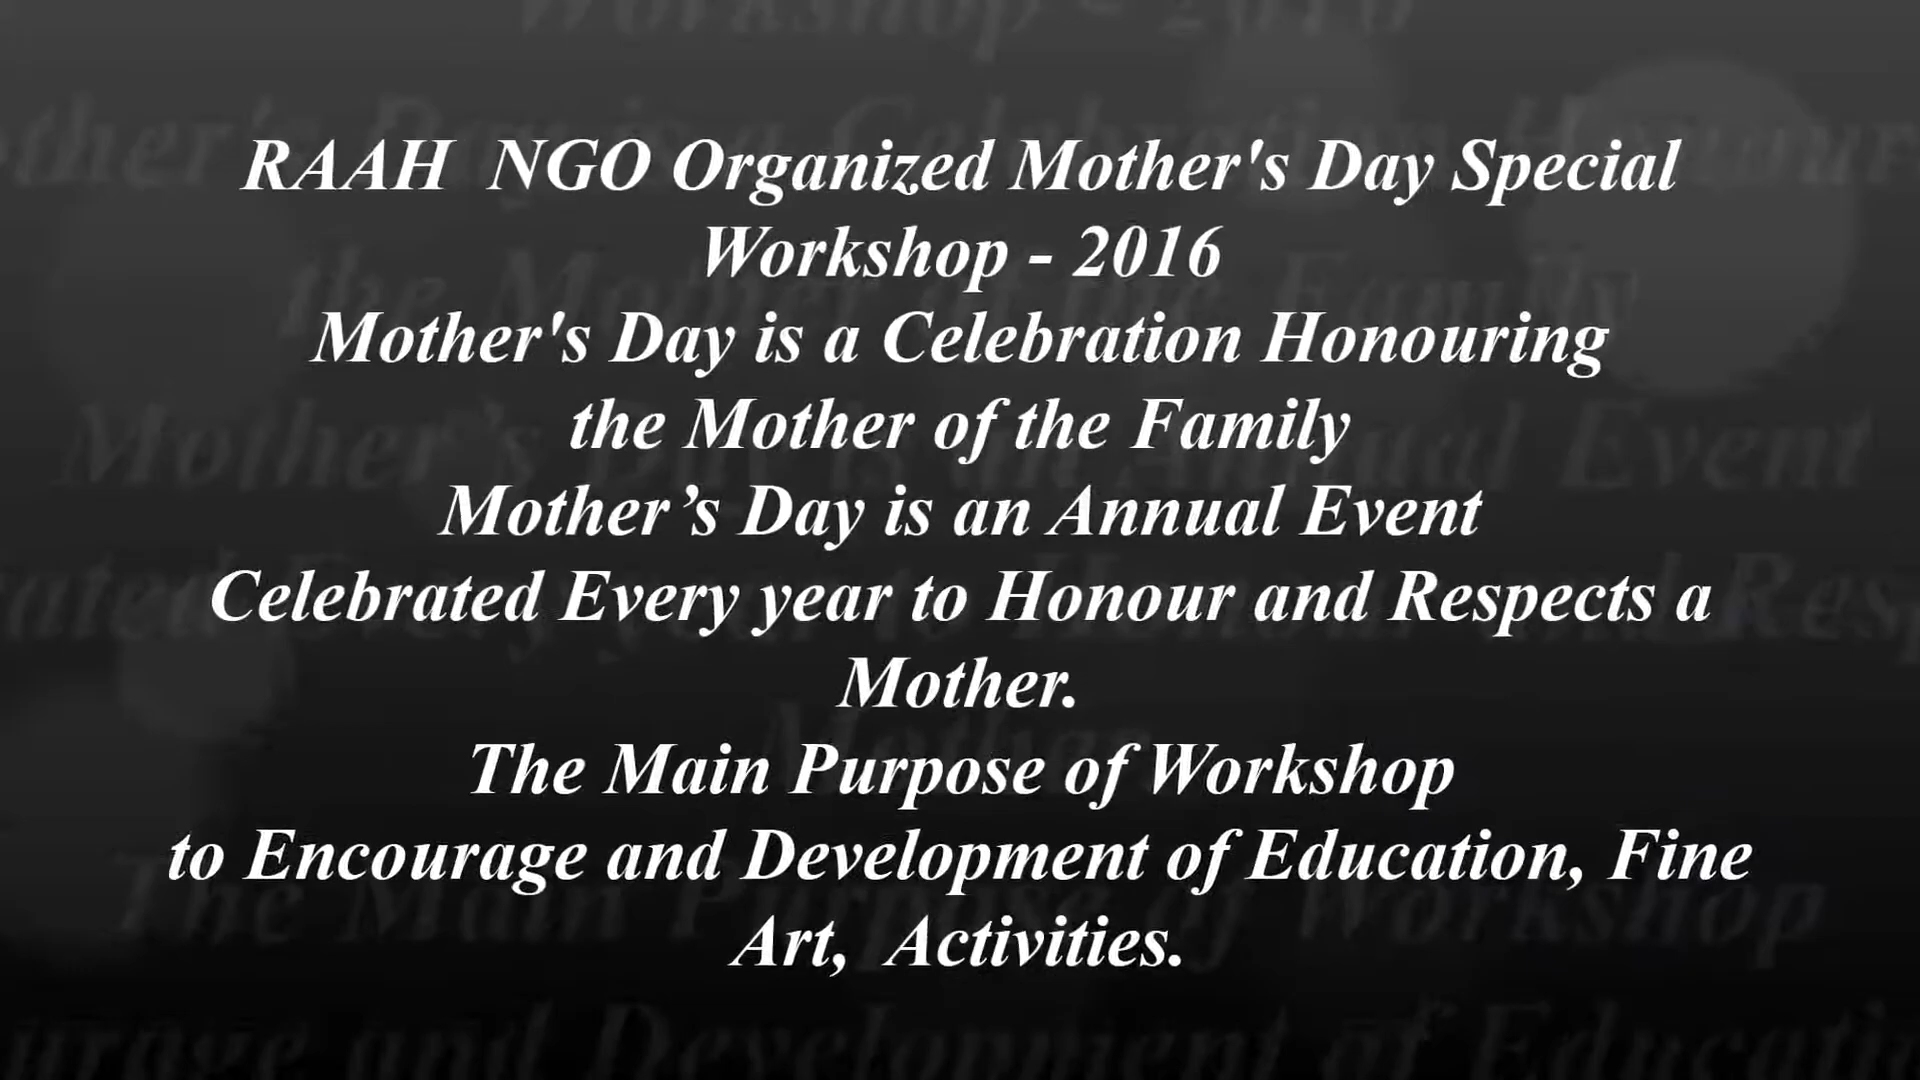 RAAH  NGO Organized Mother's Day Special
Workshop - 2016
Mother's Day is a Celebration Honouring
the Mother of the Family
Mother’s Day is an Annual Event
Celebrated Every year to Honour and Respects a
Mother.
The Main Purpose of Workshop
to Encourage and Development of Education, Fine
Art,  Activities.